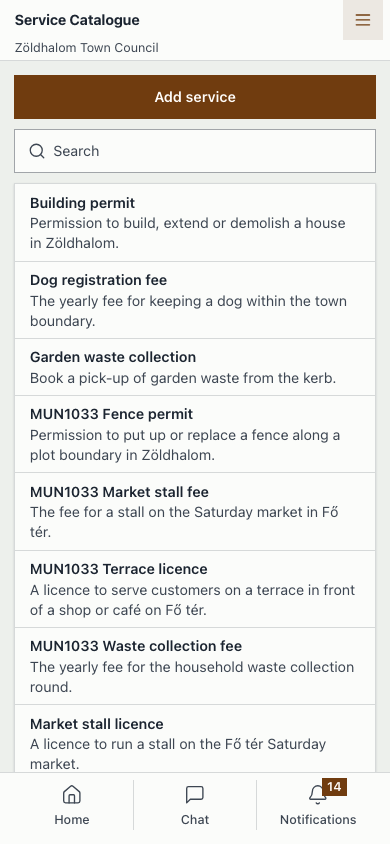 Service Catalogue
Zöldhalom Town Council
Add service
Search
Building permit
Permission to build, extend or demolish a house
in Zöldhalom.
Dog registration fee
The yearly fee for keeping a dog within the town
boundary.
Garden waste collection
Book a pick-up of garden waste from the kerb.
MUN1033 Fence permit
Permission to put up or replace a fence along a
plot boundary in Zöldhalom.
MUN1033 Market stall fee
The fee for a stall on the Saturday market in Fő
tér.
MUN1033 Terrace licence
A licence to serve customers on a terrace in front
of a shop or café on Fő tér.
MUN1033 Waste collection fee
The yearly fee for the household waste collection
round.
Market stall licence
A licence to run a stall on the Fő tér Saturday
market.
14
Home
Chat
Notifications